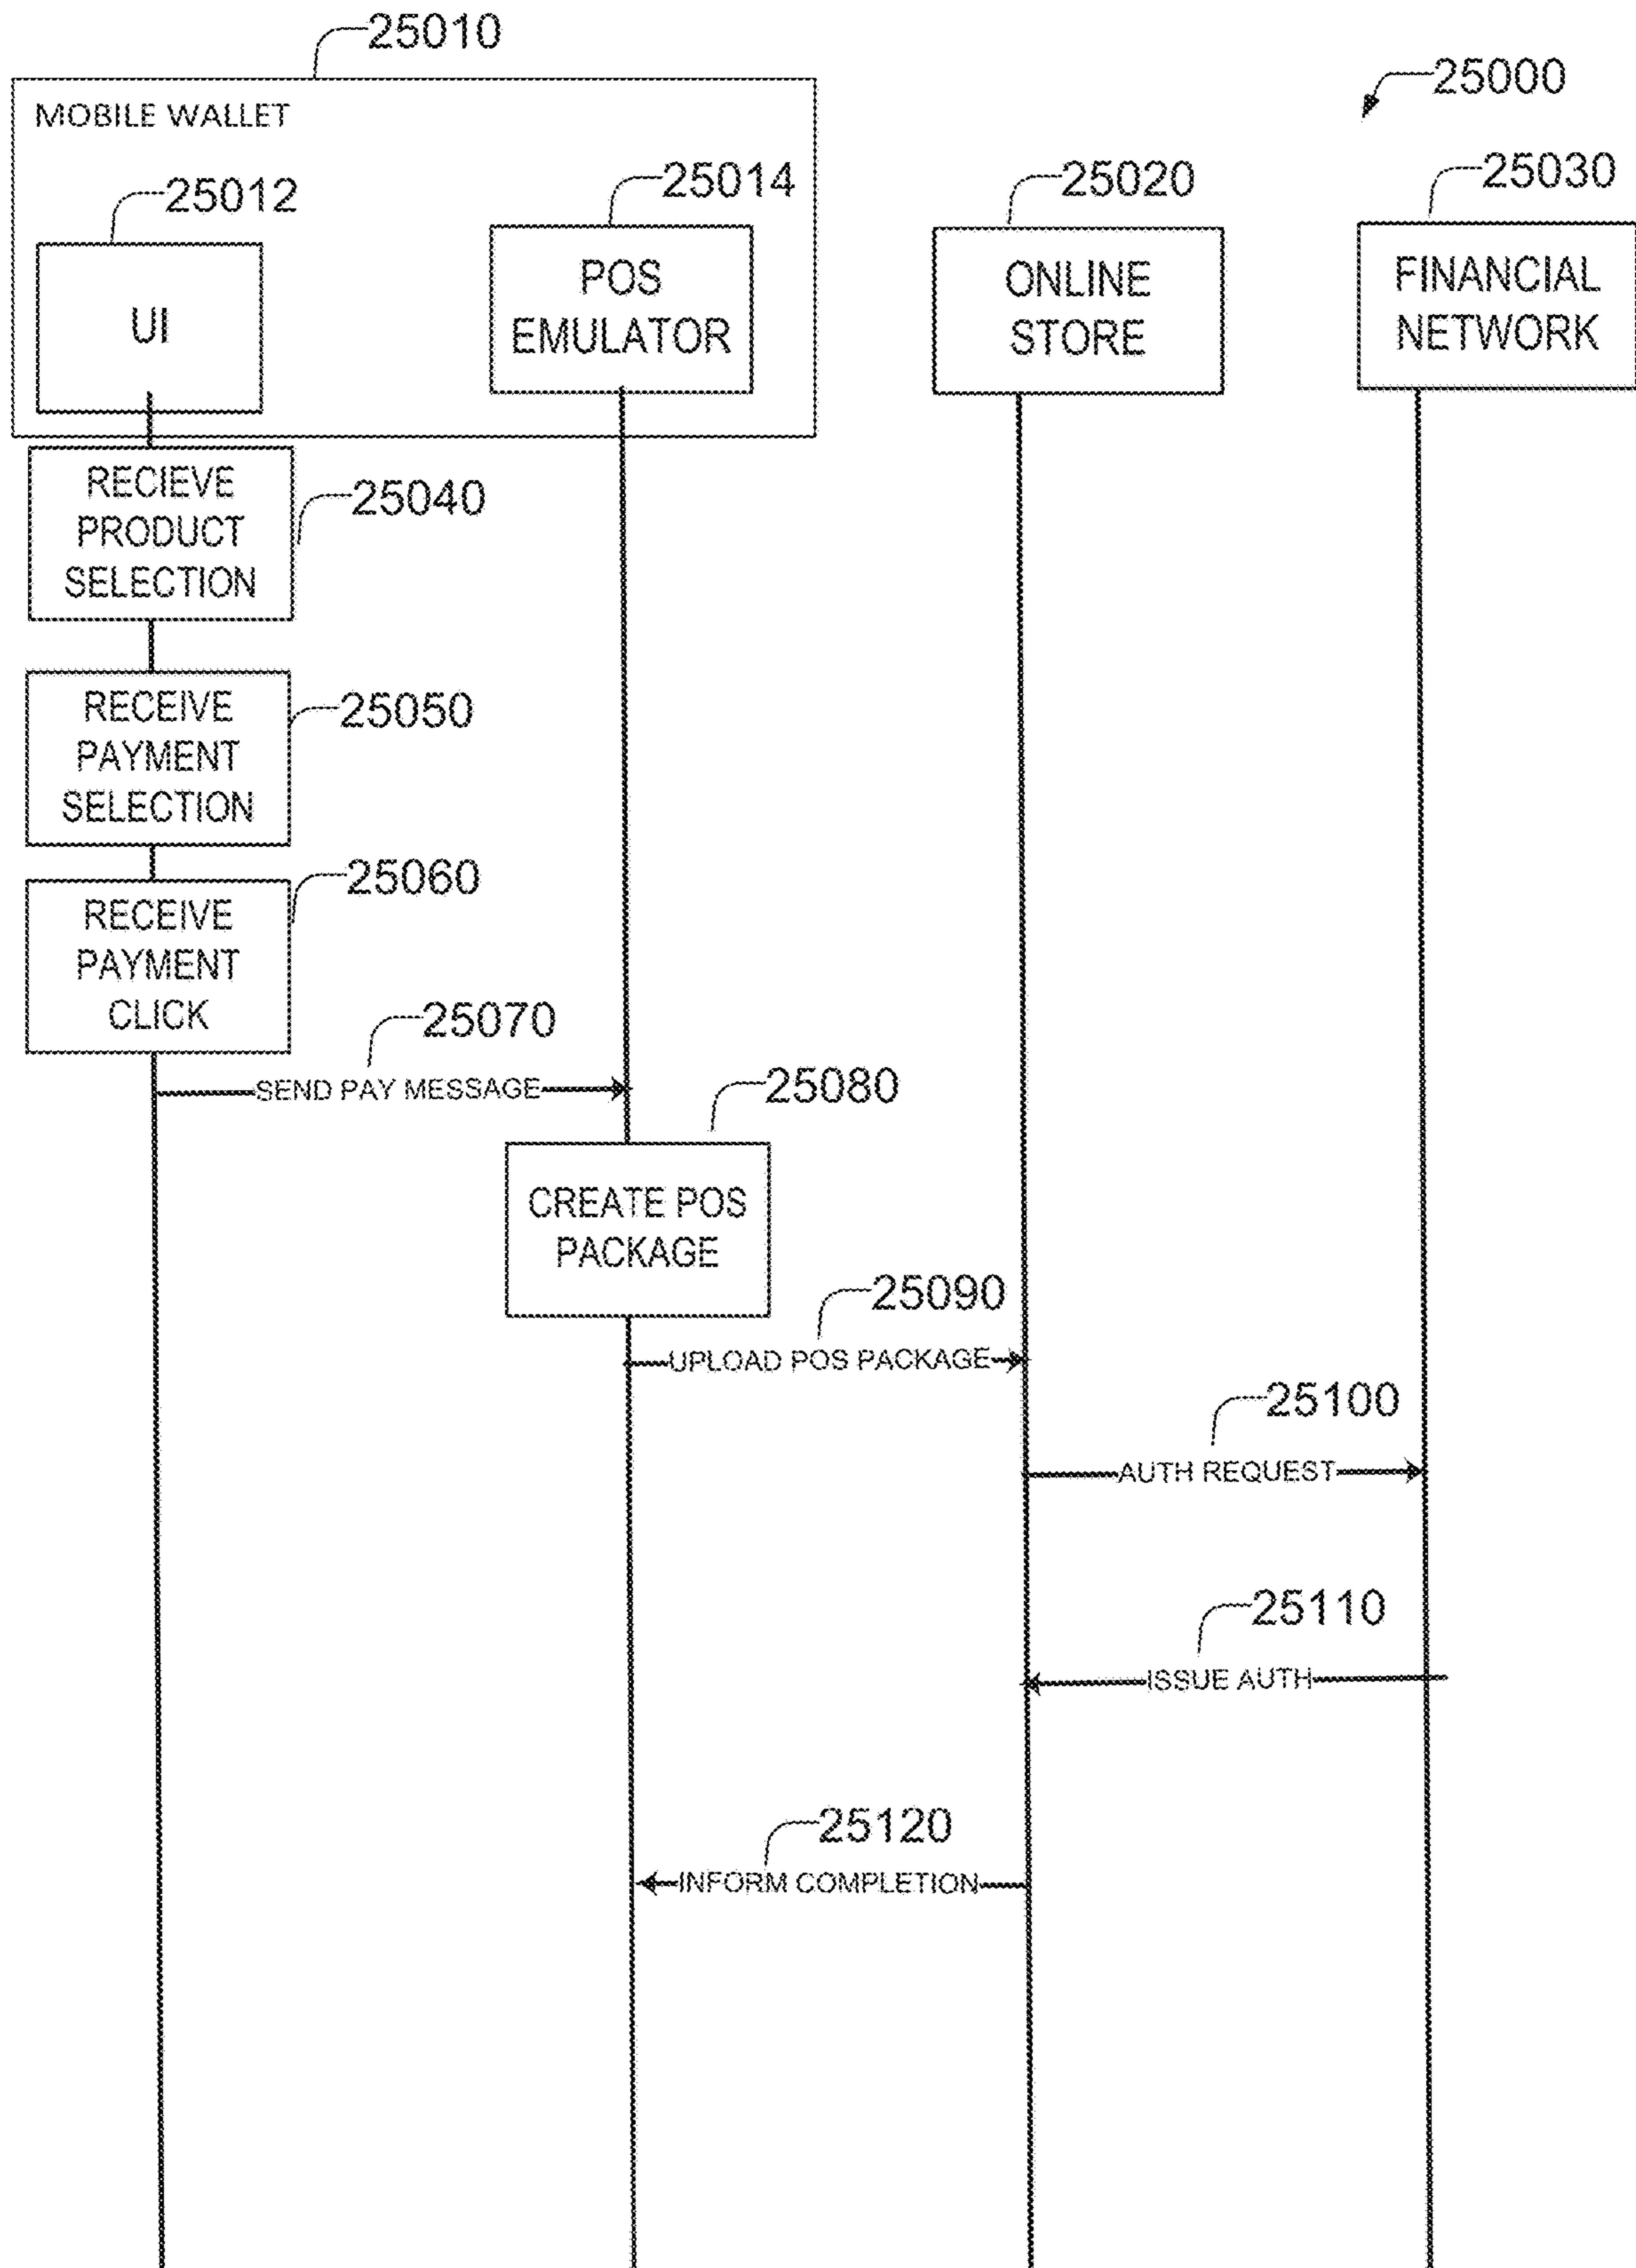 25010
25000
MOBILE WALLET
25012
25014
25020
25030
UI
POS
EMULATOR
ONLINE
STORE
FINANCIAL
NETWORK
RECIEVE
PRODUCT
SELECTION
25040
RECEIVE
PAYMENT
SELECTION
25050
RECEIVE
PAYMENT
CLICK
25060
25070
SEND PAY MESSAGE
25080
CREATE POS
PACKAGE
25090
UPLOAD POS PACKAGE
25100
AUTH REQUEST
25110
ISSUE AUTH
25120
INFORM COMPLETION